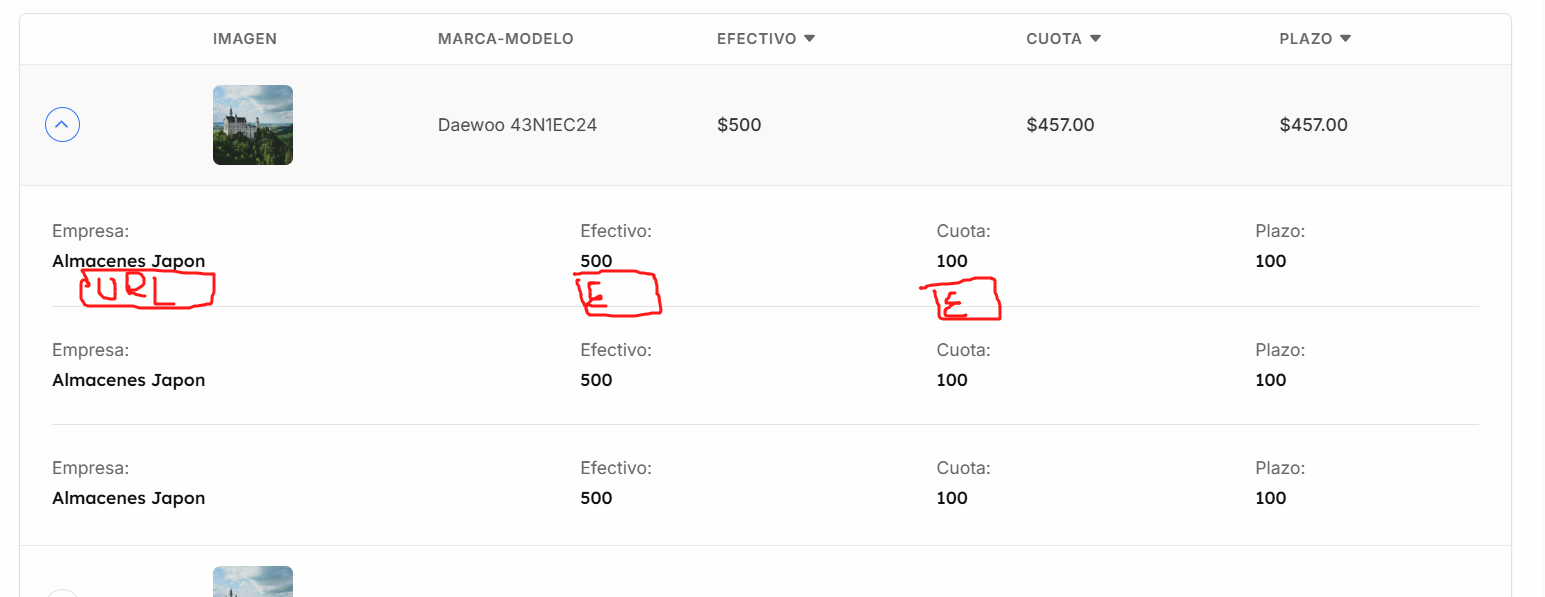 IMAGEN MARCA-MODELO EFECTIVO CUOTA PLAZO
Daewoo 43N1EC24 $500 $457.00 $457.00
Empresa: Efectivo: Cuota: Plazo:
Almacenes Japon 500 100 100
URL E E
Empresa: Efectivo: Cuota: Plazo:
Almacenes Japon 500 100 100
Empresa: Efectivo: Cuota: Plazo:
Almacenes Japon 500 100 100